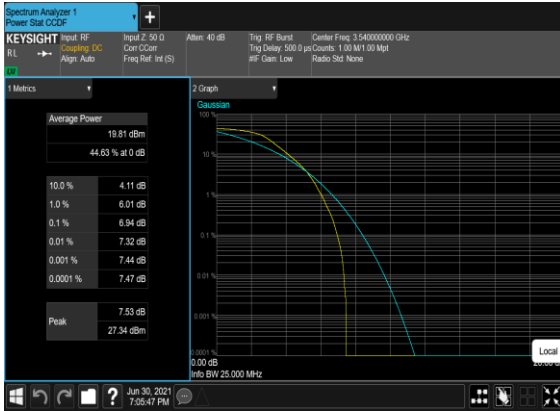 Spectrum Analyzer 1
Power Stat CCDF
KEYSIGHT
RL
Input: RF
Coupling: DC
Align: Auto
Input Z: 50 Ω
Corr CCorr
Freq Ref: Int (S)
Atten: 40 dB
Trig: RF Burst
Trig Delay: 500.0 µs
#IF Gain: Low
Center Freq: 3.540000000 GHz
Counts: 1.00 M/1.00 Mpt
Radio Std: None
1 Metrics
Average Power
19.81 dBm
44.63 % at 0 dB
10.0 % 4.11 dB
1.0 % 6.01 dB
0.1 % 6.94 dB
0.01 % 7.32 dB
0.001 % 7.44 dB
0.0001 % 7.47 dB
Peak
7.53 dB
27.34 dBm
2 Graph
Gaussian
100 %
10 %
1 %
0.1 %
0.01 %
0.001 %
0.0001 %
0.00 dB
Info BW 25.000 MHz
Local
Jun 30, 2021
7:05:47 PM